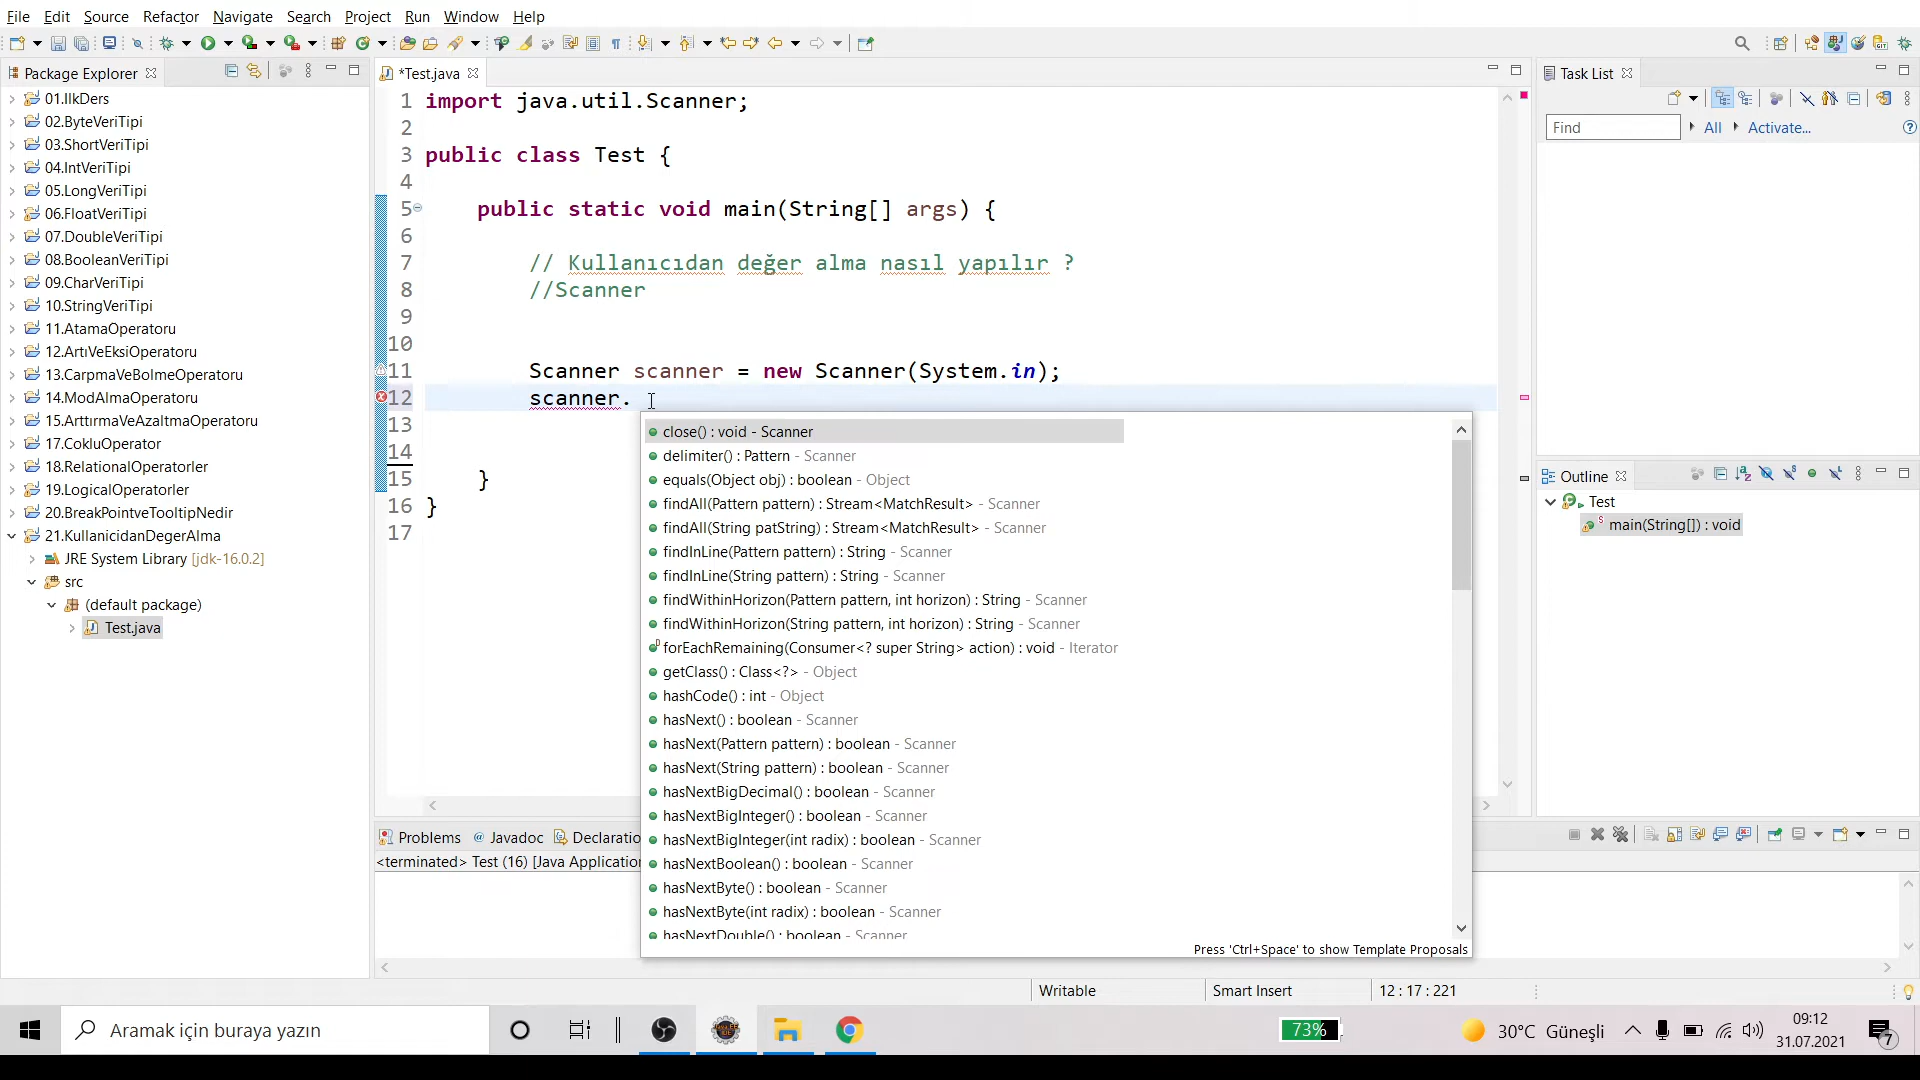 File Edit Source Refactor Navigate Search Project Run Window Help
Package Explorer
*Test.java
Task List
01.IlkDers
02.ByteVeriTipi
03.ShortVeriTipi
04.IntVeriTipi
05.LongVeriTipi
06.FloatVeriTipi
07.DoubleVeriTipi
08.BooleanVeriTipi
09.CharVeriTipi
10.StringVeriTipi
11.AtamaOperatoru
12.ArtıVeEksiOperatoru
13.CarpmaVeBolmeOperatoru
14.ModAlmaOperatoru.
15.ArttırmaVeAzaltmaOperatoru
17.CokluOperator
18.RelationalOperatorler
19.LogicalOperatorler
20.BreakPointveTooltipNedir
21.KullanicidanDegerAlma
JRE System Library [jdk-16.0.2]
src
(default package)
Test.java
1 import java.util.Scanner;
2
3 public class Test {
4
5 public static void main(String[] args) {
6
7 // Kullanıcıdan değer alma nasıl yapılır ?
8 //Scanner
9
10
11 Scanner scanner = new Scanner(System.in);
12 scanner.
13
14
15 }
16 }
17
close() : void - Scanner
delimiter() : Pattern - Scanner
equals(Object obj) : boolean - Object
findAll(Pattern pattern) : Stream<MatchResult> - Scanner
findAll(String patString) : Stream<MatchResult> - Scanner
findInLine(Pattern pattern) : String - Scanner
findInLine(String pattern) : String - Scanner
findWithinHorizon(Pattern pattern, int horizon) : String - Scanner
findWithinHorizon(String pattern, int horizon) : String - Scanner
forEachRemaining(Consumer<? super String> action) : void - Iterator
getClass() : Class<?> - Object
hashCode() : int - Object
hasNext() : boolean - Scanner
hasNext(Pattern pattern) : boolean - Scanner
hasNext(String pattern) : boolean - Scanner
hasNextBigDecimal() : boolean - Scanner
hasNextBigInteger() : boolean - Scanner
hasNextBigInteger(int radix) : boolean - Scanner
hasNextBoolean() : boolean - Scanner
hasNextByte() : boolean - Scanner
hasNextByte(int radix) : boolean - Scanner
hasNextDouble() : boolean - Scanner
Press 'Ctrl+Space' to show Template Proposals
Find All Activate...
Outline
Test
main(String[]) : void
Problems Javadoc Declaratio
<terminated> Test (16) [Java Application
Writable Smart Insert 12 : 17 : 221
Aramak için buraya yazın
73%
30°C Güneşli
09:12
31.07.2021
7